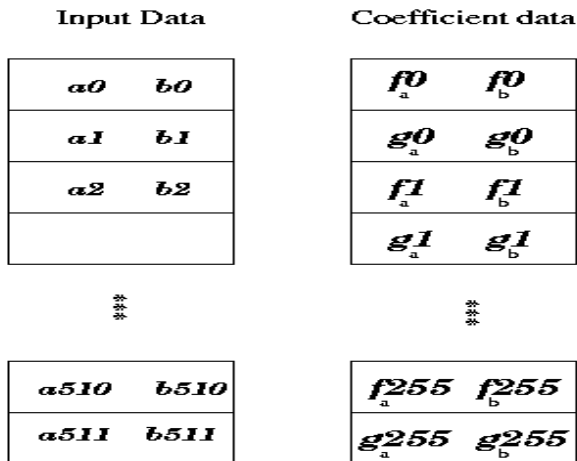 Input Data Coefficient data
a0 b0 f0a f0b
a1 b1 g0a g0b
a2 b2 f1a f1b
g1a g1b
*** ***
a510 b510 f255a f255b
a511 b511 g255a g255b